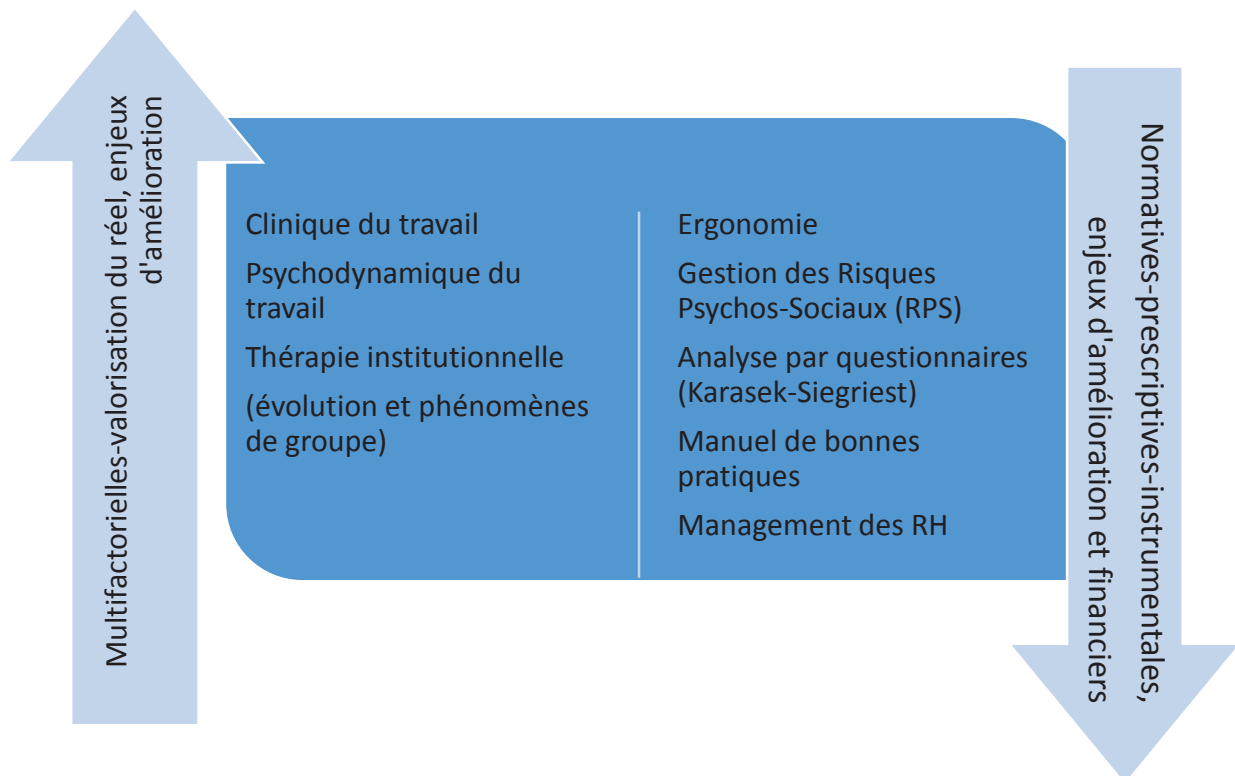 Multifactorielles-valorisation du réel, enjeux
d'amélioration
Clinique du travail
Psychodynamique du
travail
Thérapie institutionnelle
(évolution et phénomènes
de groupe)
Ergonomie
Gestion des Risques
Psychos-Sociaux (RPS)
Analyse par questionnaires
(Karasek-Siegriest)
Manuel de bonnes
pratiques
Management des RH
Normatives-prescriptives-instrumentales,
enjeux d'amélioration et financiers